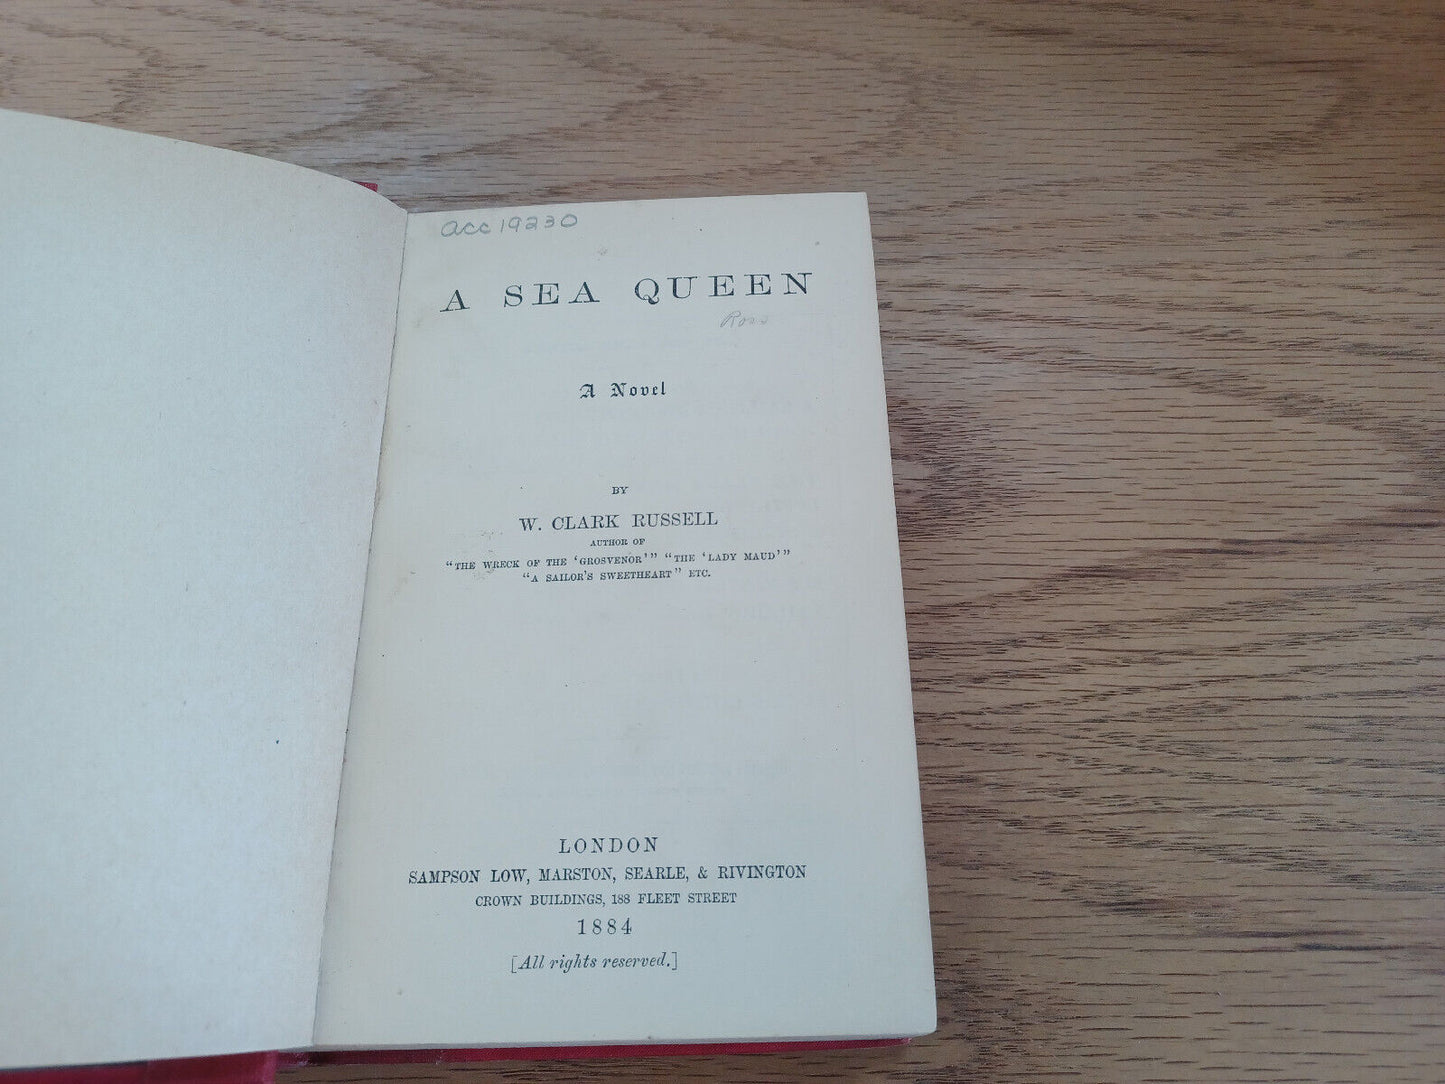 acc 19230
A SEA QUEEN
A Novel
BY
W. CLARK RUSSELL
AUTHOR OF
"THE WRECK OF THE 'GROSVENOR'" "THE 'LADY MAUD'"
"A SAILOR'S SWEETHEART" ETC.
LONDON
SAMPSON LOW, MARSTON, SEARLE, & RIVINGTON
CROWN BUILDINGS, 188 FLEET STREET
1884
[All rights reserved.]